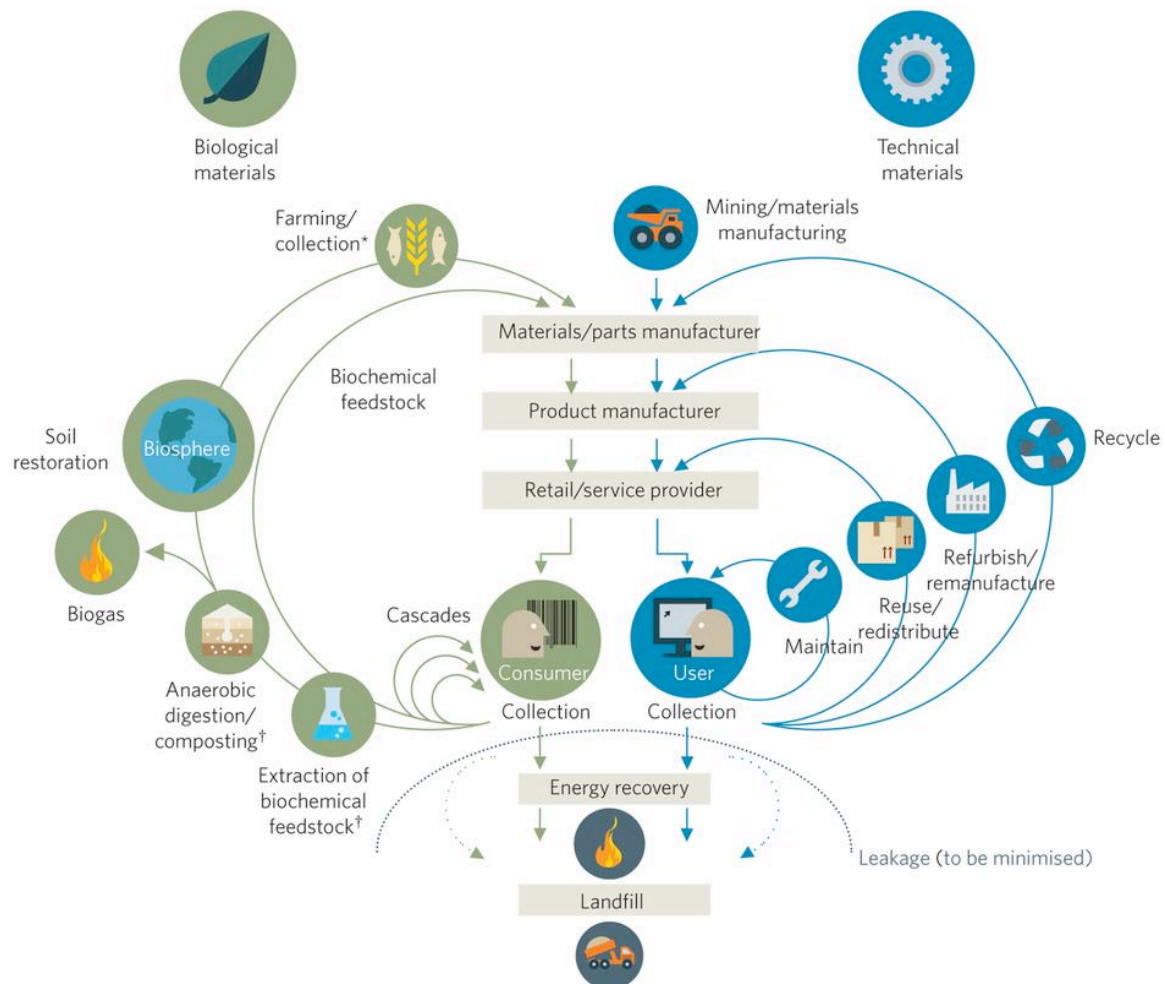 Biological
materials
Technical
materials
Farming/
collection*
Mining/materials
manufacturing
Materials/parts manufacturer
Biochemical
feedstock
Product manufacturer
Soil
restoration
Biosphere
Recycle
Retail/service provider
Biogas
Refurbish/
remanufacture
Reuse/
redistribute
Cascades
Maintain
Consumer
User
Anaerobic
digestion/
composting†
Collection
Collection
Extraction of
biochemical
feedstock†
Energy recovery
Leakage (to be minimised)
Landfill